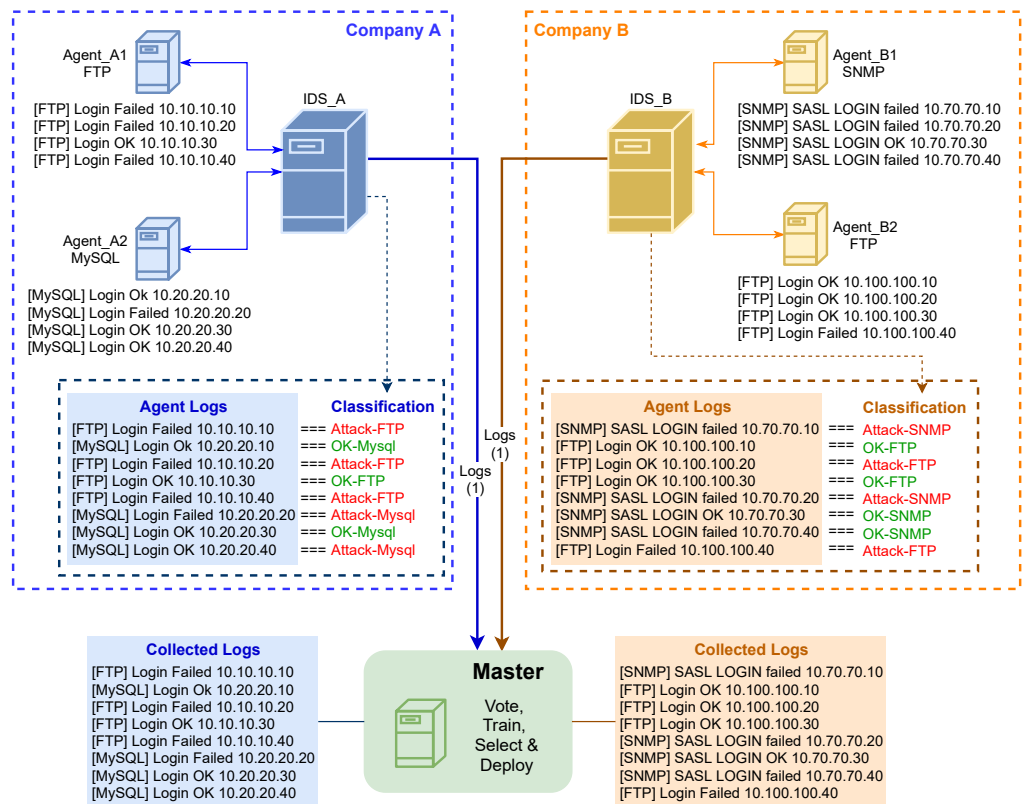 Company A
Agent_A1
FTP
[FTP] Login Failed 10.10.10.10
[FTP] Login Failed 10.10.10.20
[FTP] Login OK 10.10.10.30
[FTP] Login Failed 10.10.10.40
IDS_A
Agent_A2
MySQL
[MySQL] Login Ok 10.20.20.10
[MySQL] Login Failed 10.20.20.20
[MySQL] Login OK 10.20.20.30
[MySQL] Login OK 10.20.20.40
Agent Logs Classification
[FTP] Login Failed 10.10.10.10 === Attack-FTP
[MySQL] Login Ok 10.20.20.10 === OK-Mysql
[FTP] Login Failed 10.10.10.20 === Attack-FTP
[FTP] Login OK 10.10.10.30 === OK-FTP
[FTP] Login Failed 10.10.10.40 === Attack-FTP
[MySQL] Login Failed 10.20.20.20 === Attack-Mysql
[MySQL] Login OK 10.20.20.30 === OK-Mysql
[MySQL] Login OK 10.20.20.40 === Attack-Mysql
Logs
(1)
Company B
IDS_B
Agent_B1
SNMP
[SNMP] SASL LOGIN failed 10.70.70.10
[SNMP] SASL LOGIN failed 10.70.70.20
[SNMP] SASL LOGIN OK 10.70.70.30
[SNMP] SASL LOGIN failed 10.70.70.40
Agent_B2
FTP
[FTP] Login OK 10.100.100.10
[FTP] Login OK 10.100.100.20
[FTP] Login OK 10.100.100.30
[FTP] Login Failed 10.100.100.40
Logs
(1)
Agent Logs Classification
[SNMP] SASL LOGIN failed 10.70.70.10 === Attack-SNMP
[FTP] Login OK 10.100.100.10 === OK-FTP
[FTP] Login OK 10.100.100.20 === Attack-FTP
[FTP] Login OK 10.100.100.30 === OK-FTP
[SNMP] SASL LOGIN failed 10.70.70.20 === Attack-SNMP
[SNMP] SASL LOGIN OK 10.70.70.30 === OK-SNMP
[SNMP] SASL LOGIN failed 10.70.70.40 === OK-SNMP
[FTP] Login Failed 10.100.100.40 === Attack-FTP
Collected Logs
[FTP] Login Failed 10.10.10.10
[MySQL] Login Ok 10.20.20.10
[FTP] Login Failed 10.10.10.20
[FTP] Login OK 10.10.10.30
[FTP] Login Failed 10.10.10.40
[MySQL] Login Failed 10.20.20.20
[MySQL] Login OK 10.20.20.30
[MySQL] Login OK 10.20.20.40
Master
Vote,
Train,
Select &
Deploy
Collected Logs
[SNMP] SASL LOGIN failed 10.70.70.10
[FTP] Login OK 10.100.100.10
[FTP] Login OK 10.100.100.20
[FTP] Login OK 10.100.100.30
[SNMP] SASL LOGIN failed 10.70.70.20
[SNMP] SASL LOGIN OK 10.70.70.30
[SNMP] SASL LOGIN failed 10.70.70.40
[FTP] Login Failed 10.100.100.40